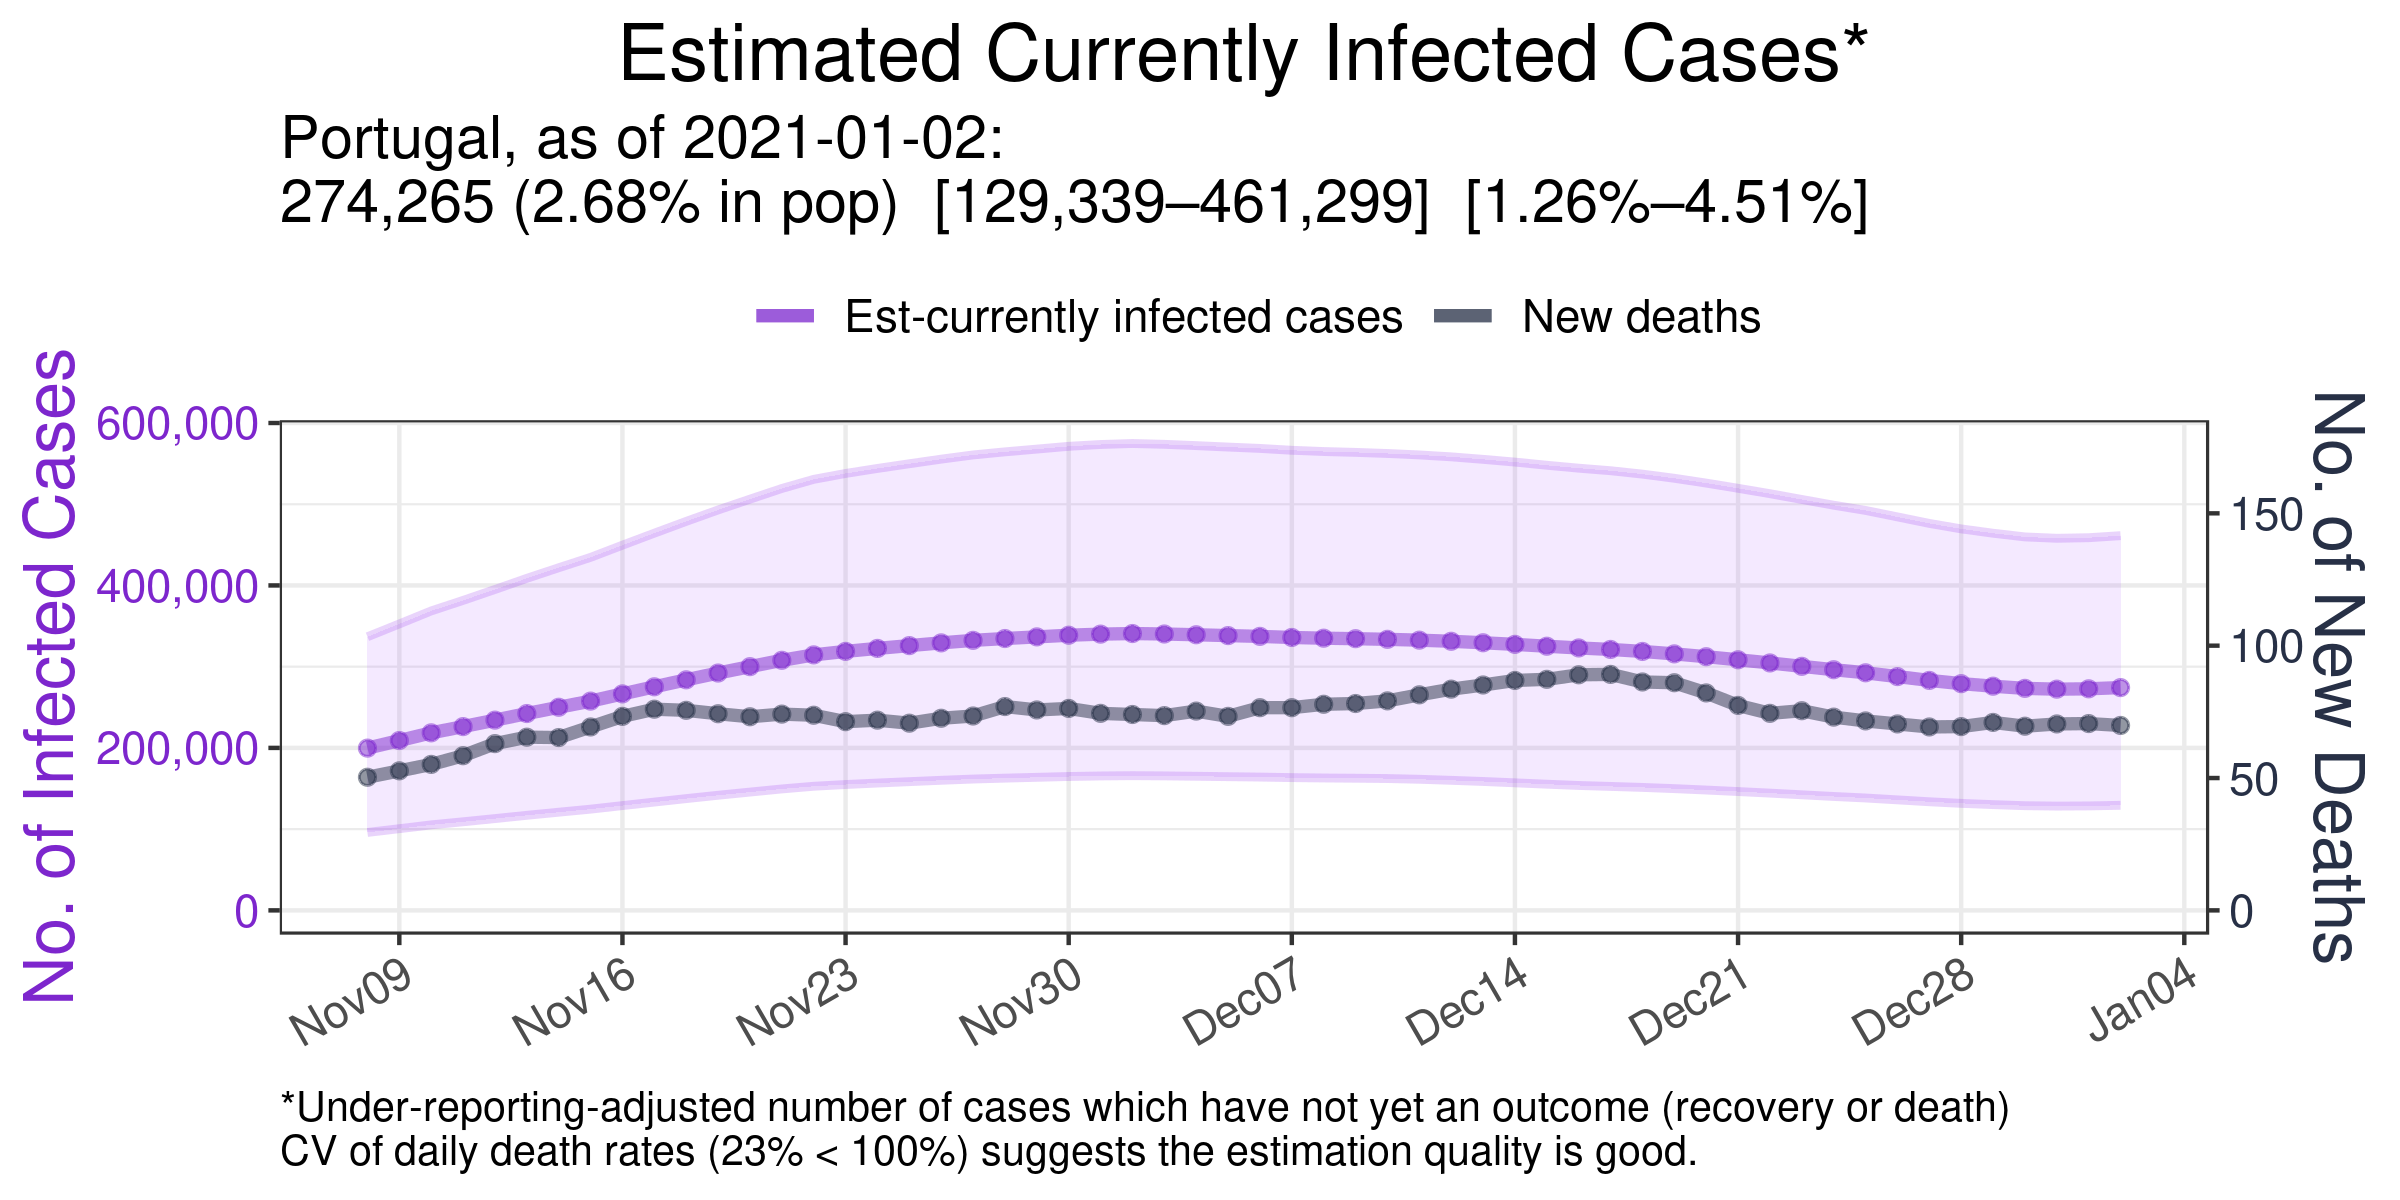 Estimated Currently Infected Cases*
Portugal, as of 2021-01-02:
274,265 (2.68% in pop) [129,339–461,299] [1.26%–4.51%]
Est-currently infected cases New deaths
No. of Infected Cases
600,000
400,000
200,000
0
No. of New Deaths
150
100
50
0
Nov09 Nov16 Nov23 Nov30 Dec07 Dec14 Dec21 Dec28 Jan04
*Under-reporting-adjusted number of cases which have not yet an outcome (recovery or death)
CV of daily death rates (23% < 100%) suggests the estimation quality is good.